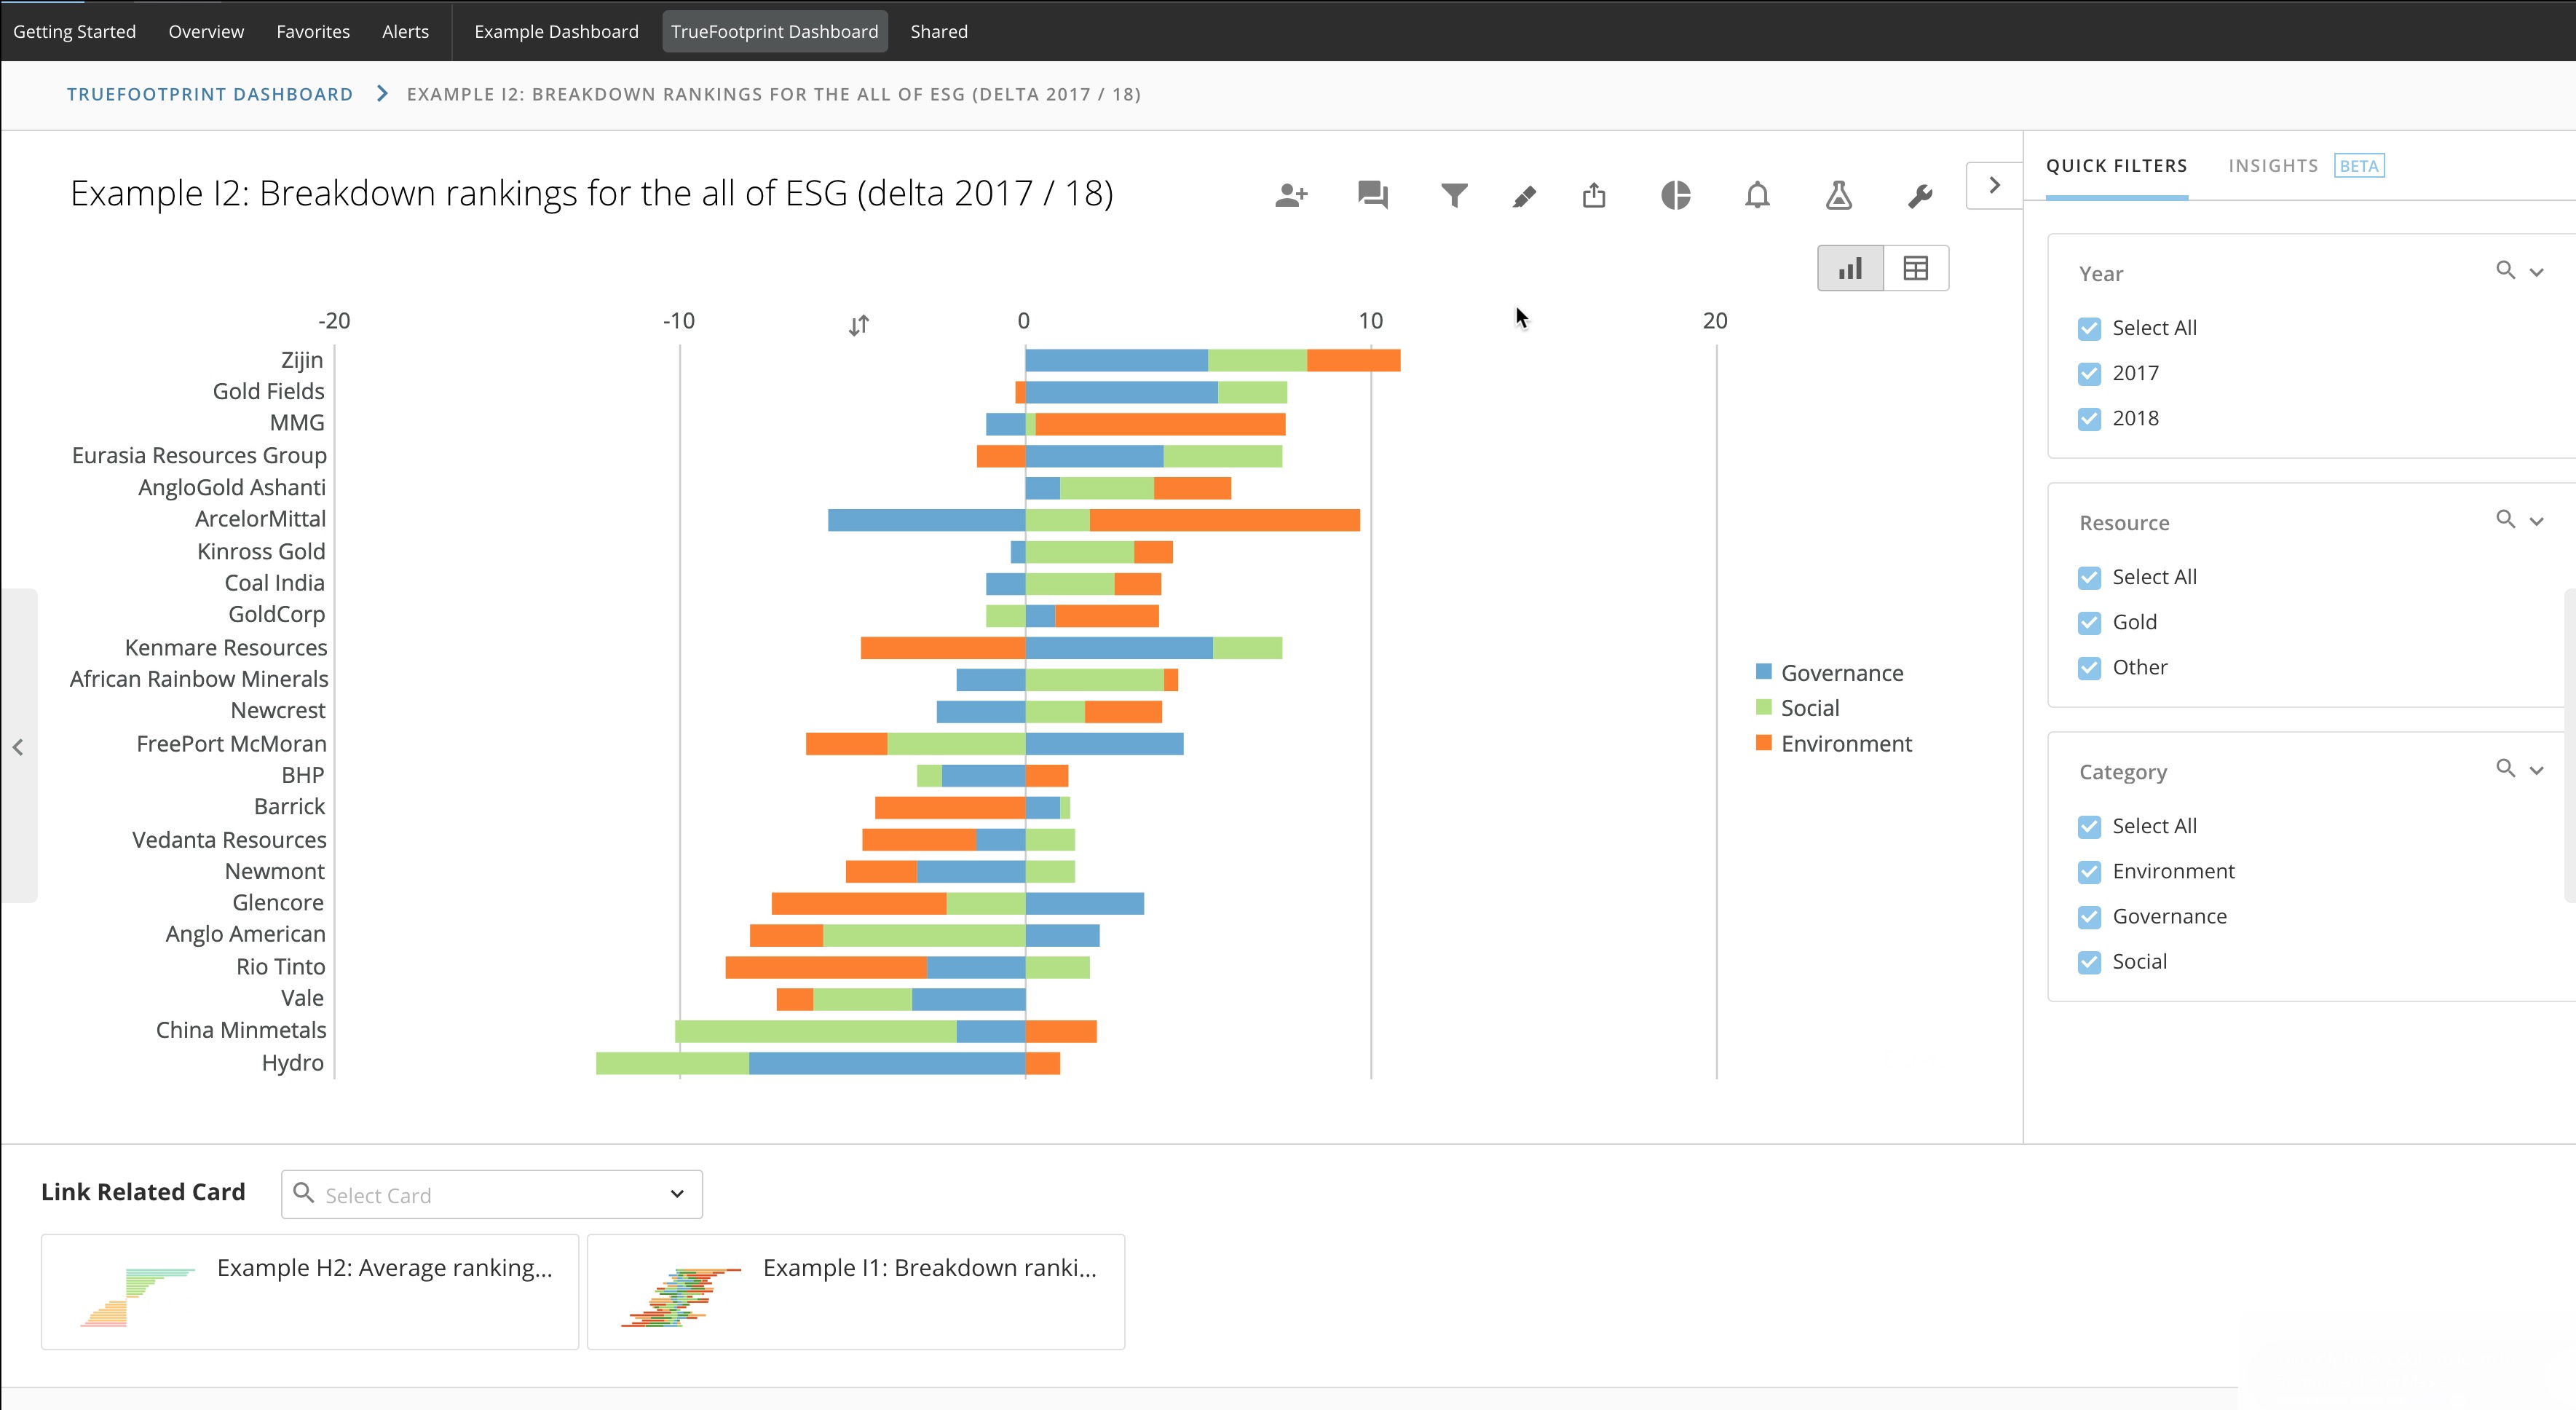 Getting Started Overview Favorites Alerts Example Dashboard TrueFootprint Dashboard Shared
TRUEFOOTPRINT DASHBOARD EXAMPLE I2: BREAKDOWN RANKINGS FOR THE ALL OF ESG (DELTA 2017 / 18)
Example I2: Breakdown rankings for the all of ESG (delta 2017 / 18)
-20 -10 0 10 20
Zijin
Gold Fields
MMG
Eurasia Resources Group
AngloGold Ashanti
ArcelorMittal
Kinross Gold
Coal India
GoldCorp
Kenmare Resources
African Rainbow Minerals
Newcrest
FreePort McMoran
BHP
Barrick
Vedanta Resources
Newmont
Glencore
Anglo American
Rio Tinto
Vale
China Minmetals
Hydro
Governance
Social
Environment
QUICK FILTERS INSIGHTS BETA
Year
Select All
2017
2018
Resource
Select All
Gold
Other
Category
Select All
Environment
Governance
Social
Link Related Card Select Card
Example H2: Average ranking... Example I1: Breakdown ranki...